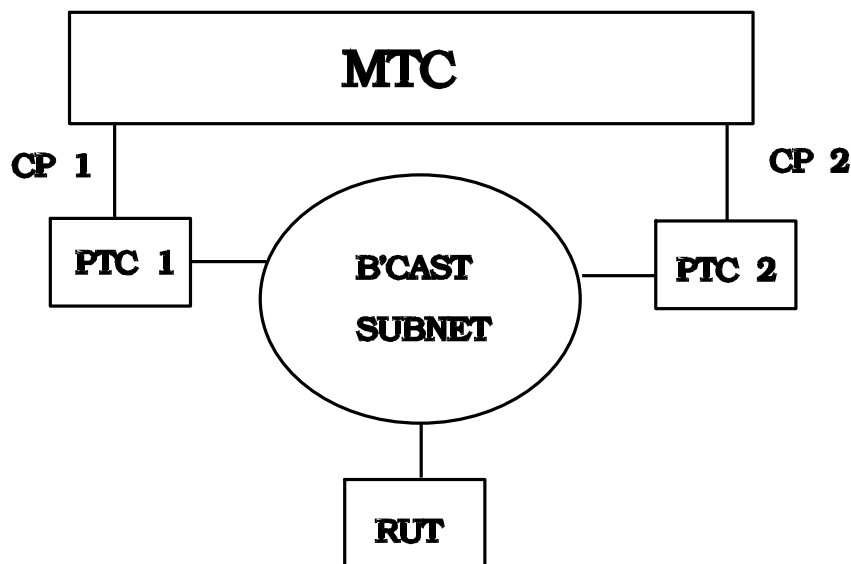 MTC
CP 1
CP 2
PTC 1
B'CAST
SUBNET
PTC 2
RUT